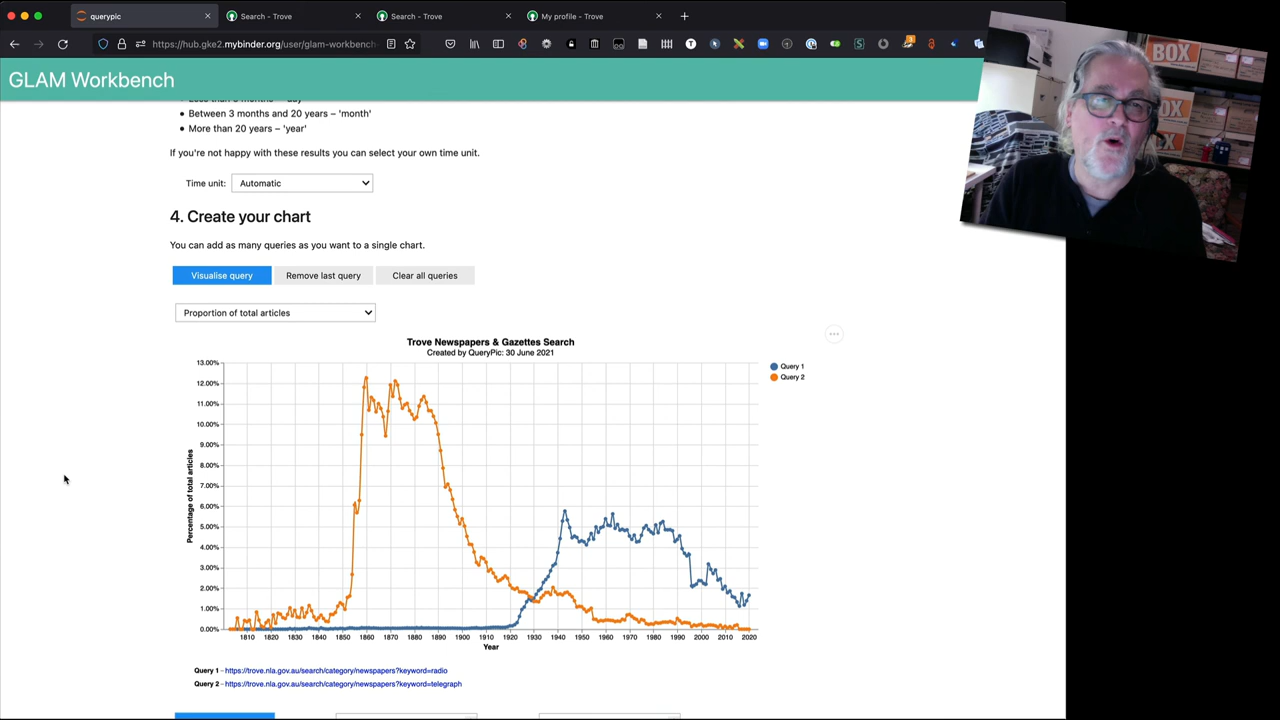 querypic
Search - Trove
Search - Trove
My profile - Trove
https://hub.gke2.mybinder.org/user/glam-workbench-
GLAM Workbench
• Between 3 months and 20 years – 'month'
• More than 20 years – 'year'
If you're not happy with these results you can select your own time unit.
Time unit: Automatic
4. Create your chart
You can add as many queries as you want to a single chart.
Visualise query Remove last query Clear all queries
Proportion of total articles
Trove Newspapers & Gazettes Search
Created by QueryPic: 30 June 2021
Query 1
Query 2
13.00%
12.00%
11.00%
10.00%
9.00%
8.00%
7.00%
6.00%
5.00%
4.00%
3.00%
2.00%
1.00%
0.00%
Percentage of total articles
1810 1820 1830 1840 1850 1860 1870 1880 1890 1900 1910 1920 1930 1940 1950 1960 1970 1980 1990 2000 2010 2020
Year
Query 1 – https://trove.nla.gov.au/search/category/newspapers?keyword=radio
Query 2 – https://trove.nla.gov.au/search/category/newspapers?keyword=telegraph
BOX